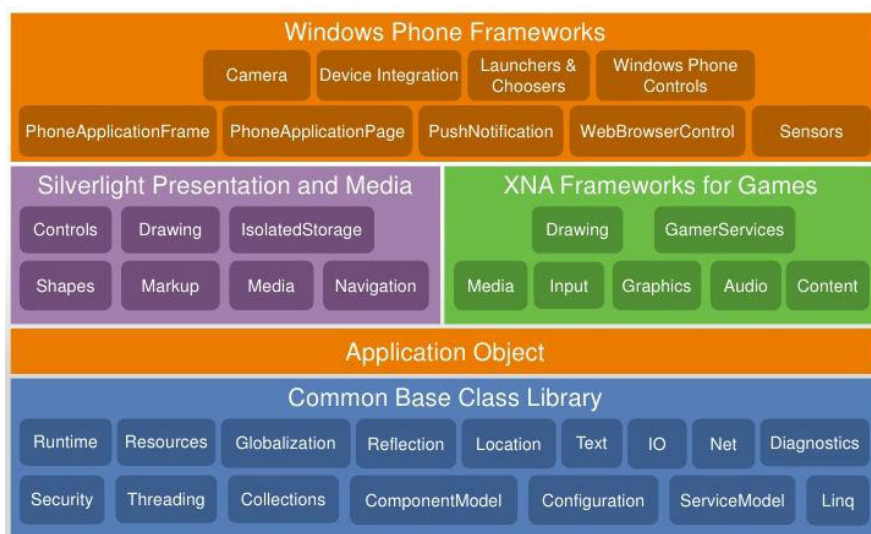 Windows Phone Frameworks
Camera
Device Integration
Launchers &
Choosers
Windows Phone
Controls
PhoneApplicationFrame
PhoneApplicationPage
PushNotification
WebBrowserControl
Sensors
Silverlight Presentation and Media
Controls
Drawing
IsolatedStorage
Shapes
Markup
Media
Navigation
XNA Frameworks for Games
Drawing
GamerServices
Media
Input
Graphics
Audio
Content
Application Object
Common Base Class Library
Runtime
Resources
Globalization
Reflection
Location
Text
IO
Net
Diagnostics
Security
Threading
Collections
ComponentModel
Configuration
ServiceModel
Linq